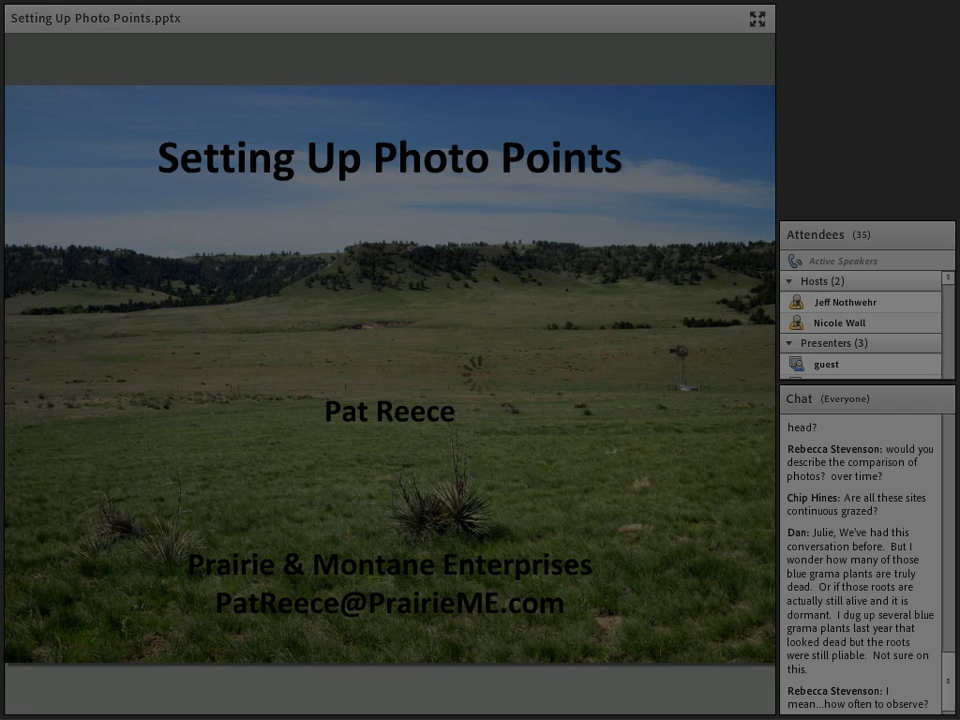 Setting Up Photo Points.pptx
Setting Up Photo Points
Pat Reece
Prairie & Montane Enterprises
PatReece@PrairieME.com
Attendees (35)
Active Speakers
Hosts (2)
Jeff Nothwehr
Nicole Wall
Presenters (3)
guest
Chat (Everyone)
head?
Rebecca Stevenson: would you
describe the comparison of
photos? over time?
Chip Hines: Are all these sites
continuous grazed?
Dan: Julie, We've had this
conversation before. But I
wonder how many of those
blue grama plants are truly
dead. Or if those roots are
actually still alive and it is
dormant. I dug up several blue
grama plants last year that
looked dead but the roots
were still pliable. Not sure on
this.
Rebecca Stevenson: I
mean...how often to observe?